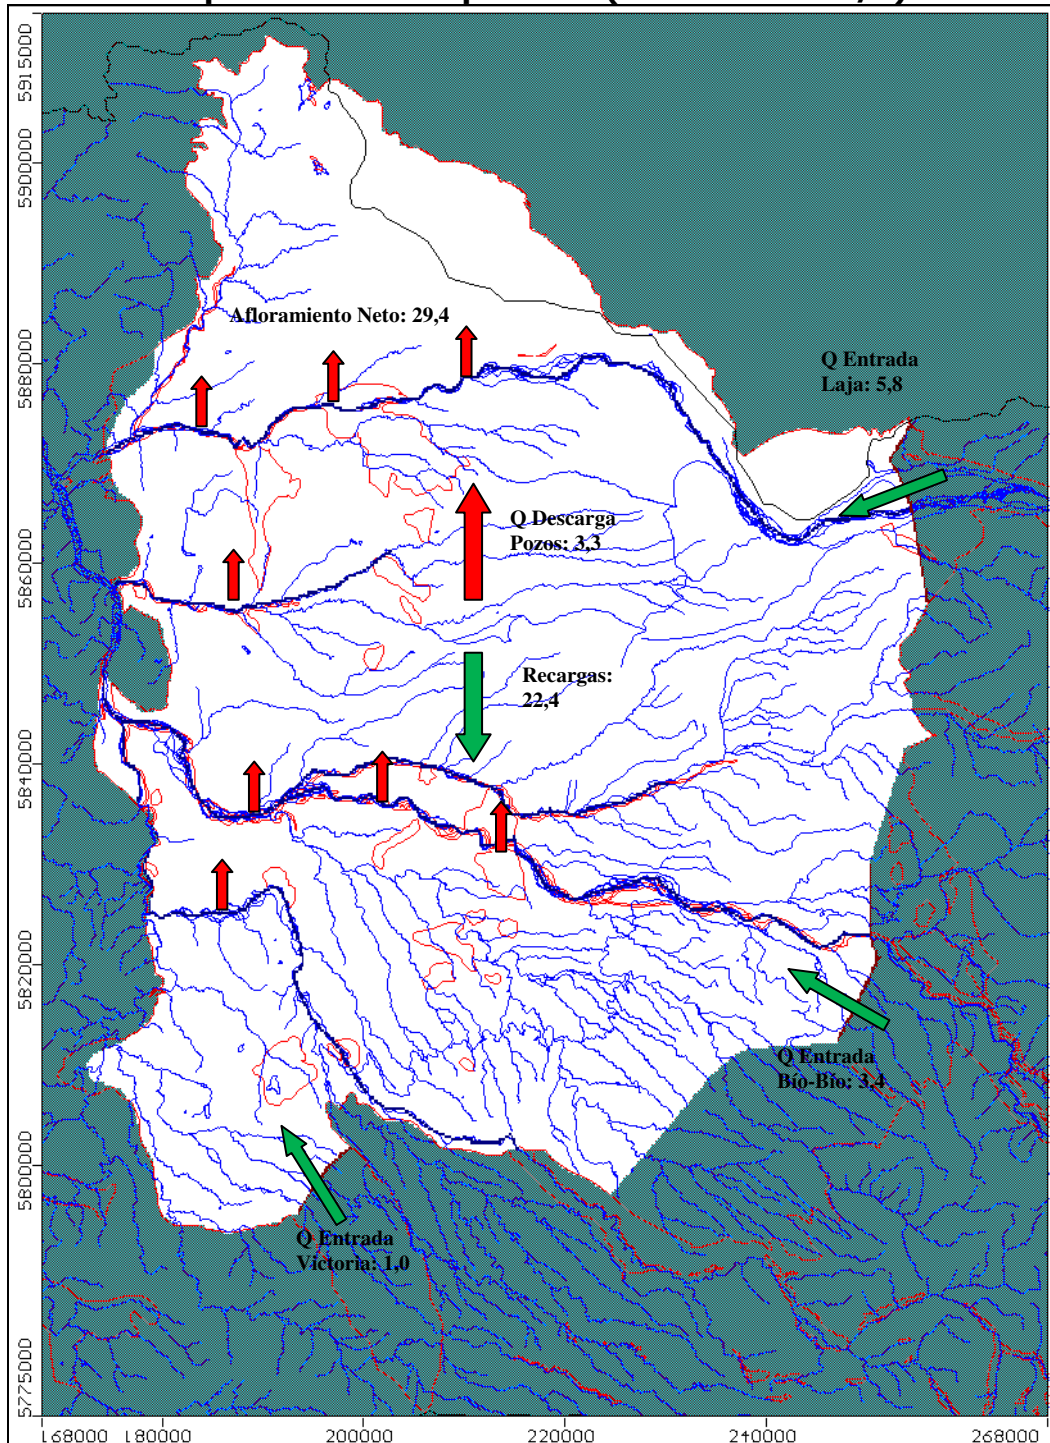 5915000
5900000
Afloramiento Neto: 29,4
5880000
Q Entrada
Laja: 5,8
Q Descarga
Pozos: 3,3
5860000
Recargas:
22,4
5840000
5820000
Q Entrada
Bío-Bío: 3,4
5800000
Q Entrada
Victoria: 1,0
5775000
168000 180000 200000 220000 240000 268000